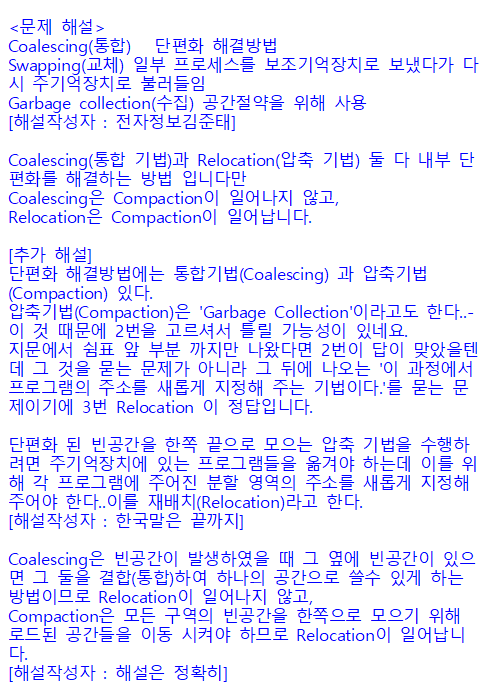 <문제 해설>
Coalescing(통합)   단편화 해결방법
Swapping(교체) 일부 프로세스를 보조기억장치로 보냈다가 다
시 주기억장치로 불러들임
Garbage collection(수집) 공간절약을 위해 사용
[해설작성자 : 전자정보김준태]

Coalescing(통합 기법)과 Relocation(압축 기법) 둘 다 내부 단
편화를 해결하는 방법 입니다만
Coalescing은 Compaction이 일어나지 않고,
Relocation은 Compaction이 일어납니다.

[추가 해설]
단편화 해결방법에는 통합기법(Coalescing) 과 압축기법
(Compaction) 있다.
압축기법(Compaction)은 'Garbage Collection'이라고도 한다..-
이 것 때문에 2번을 고르셔서 틀릴 가능성이 있네요.
지문에서 쉼표 앞 부분 까지만 나왔다면 2번이 답이 맞았을텐
데 그 것을 묻는 문제가 아니라 그 뒤에 나오는 '이 과정에서
프로그램의 주소를 새롭게 지정해 주는 기법이다.'를 묻는 문
제이기에 3번 Relocation 이 정답입니다.

단편화 된 빈공간을 한쪽 끝으로 모으는 압축 기법을 수행하
려면 주기억장치에 있는 프로그램들을 옮겨야 하는데 이를 위
해 각 프로그램에 주어진 분할 영역의 주소를 새롭게 지정해
주어야 한다..이를 재배치(Relocation)라고 한다.
[해설작성자 : 한국말은 끝까지]

Coalescing은 빈공간이 발생하였을 때 그 옆에 빈공간이 있으
면 그 둘을 결합(통합)하여 하나의 공간으로 쓸수 있게 하는
방법이므로 Relocation이 일어나지 않고,
Compaction은 모든 구역의 빈공간을 한쪽으로 모으기 위해
로드된 공간들을 이동 시켜야 하므로 Relocation이 일어납니
다.
[해설작성자 : 해설은 정확히]